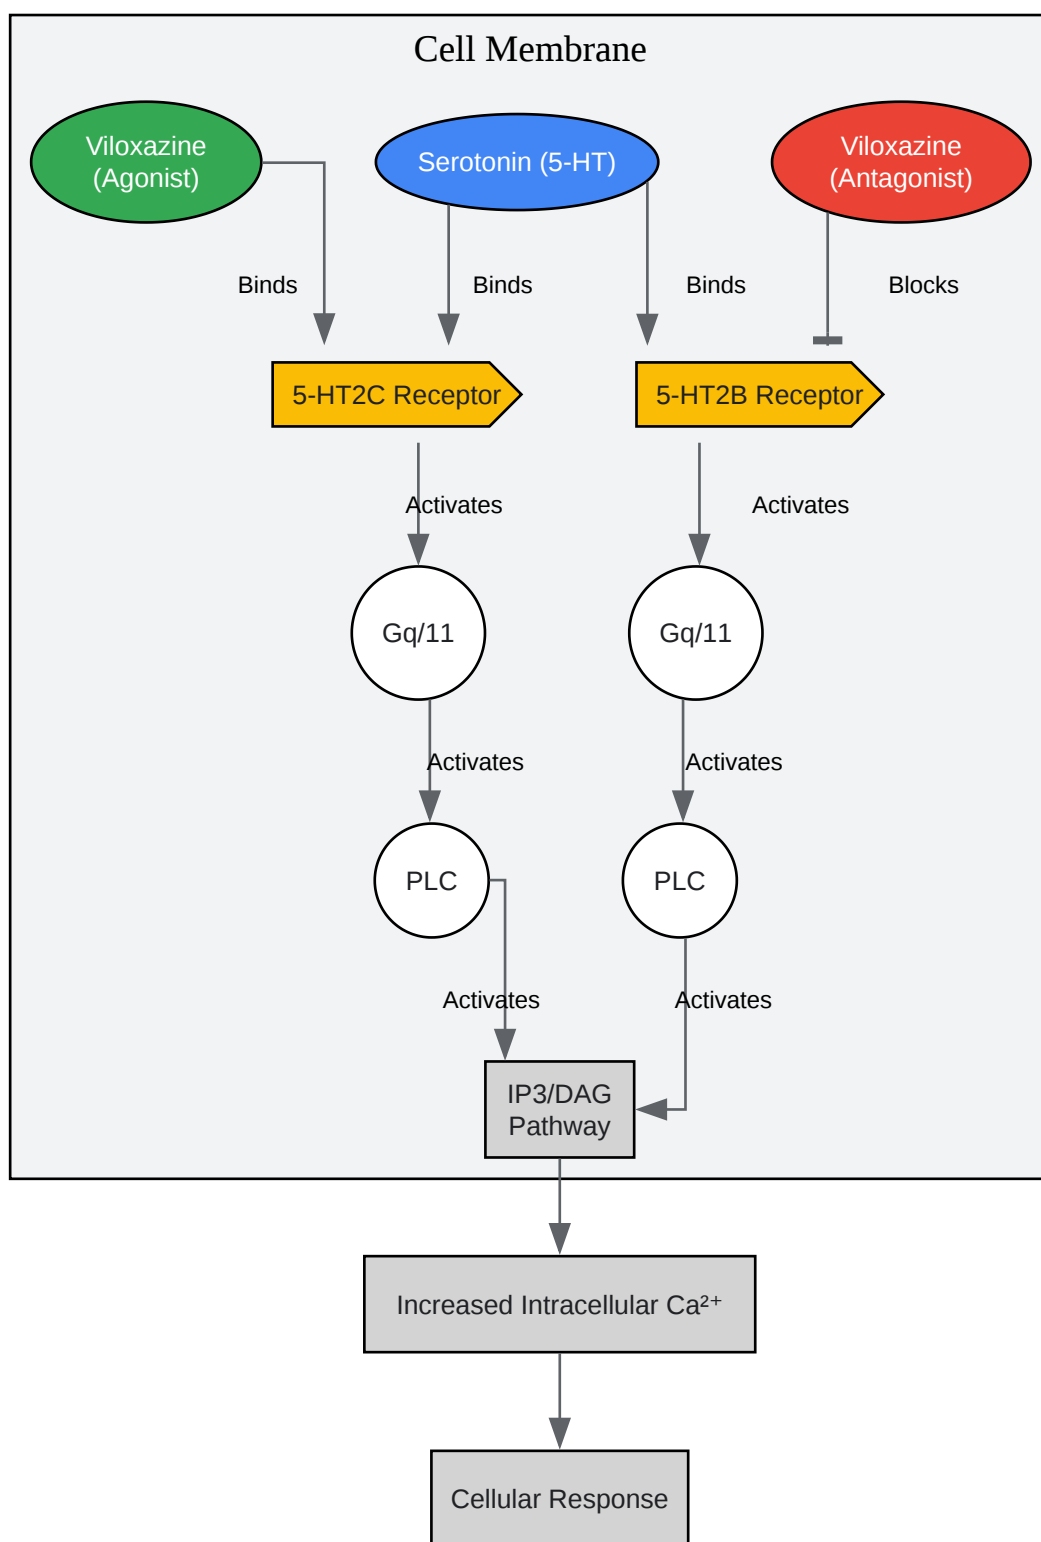 Cell Membrane
Viloxazine
(Agonist)
Serotonin (5-HT)
Viloxazine
(Antagonist)
Binds
Binds
Binds
Blocks
5-HT2C Receptor
5-HT2B Receptor
Activates
Activates
Gq/11
Gq/11
Activates
Activates
PLC
PLC
Activates
Activates
IP3/DAG
Pathway
Increased Intracellular Ca²⁺
Cellular Response